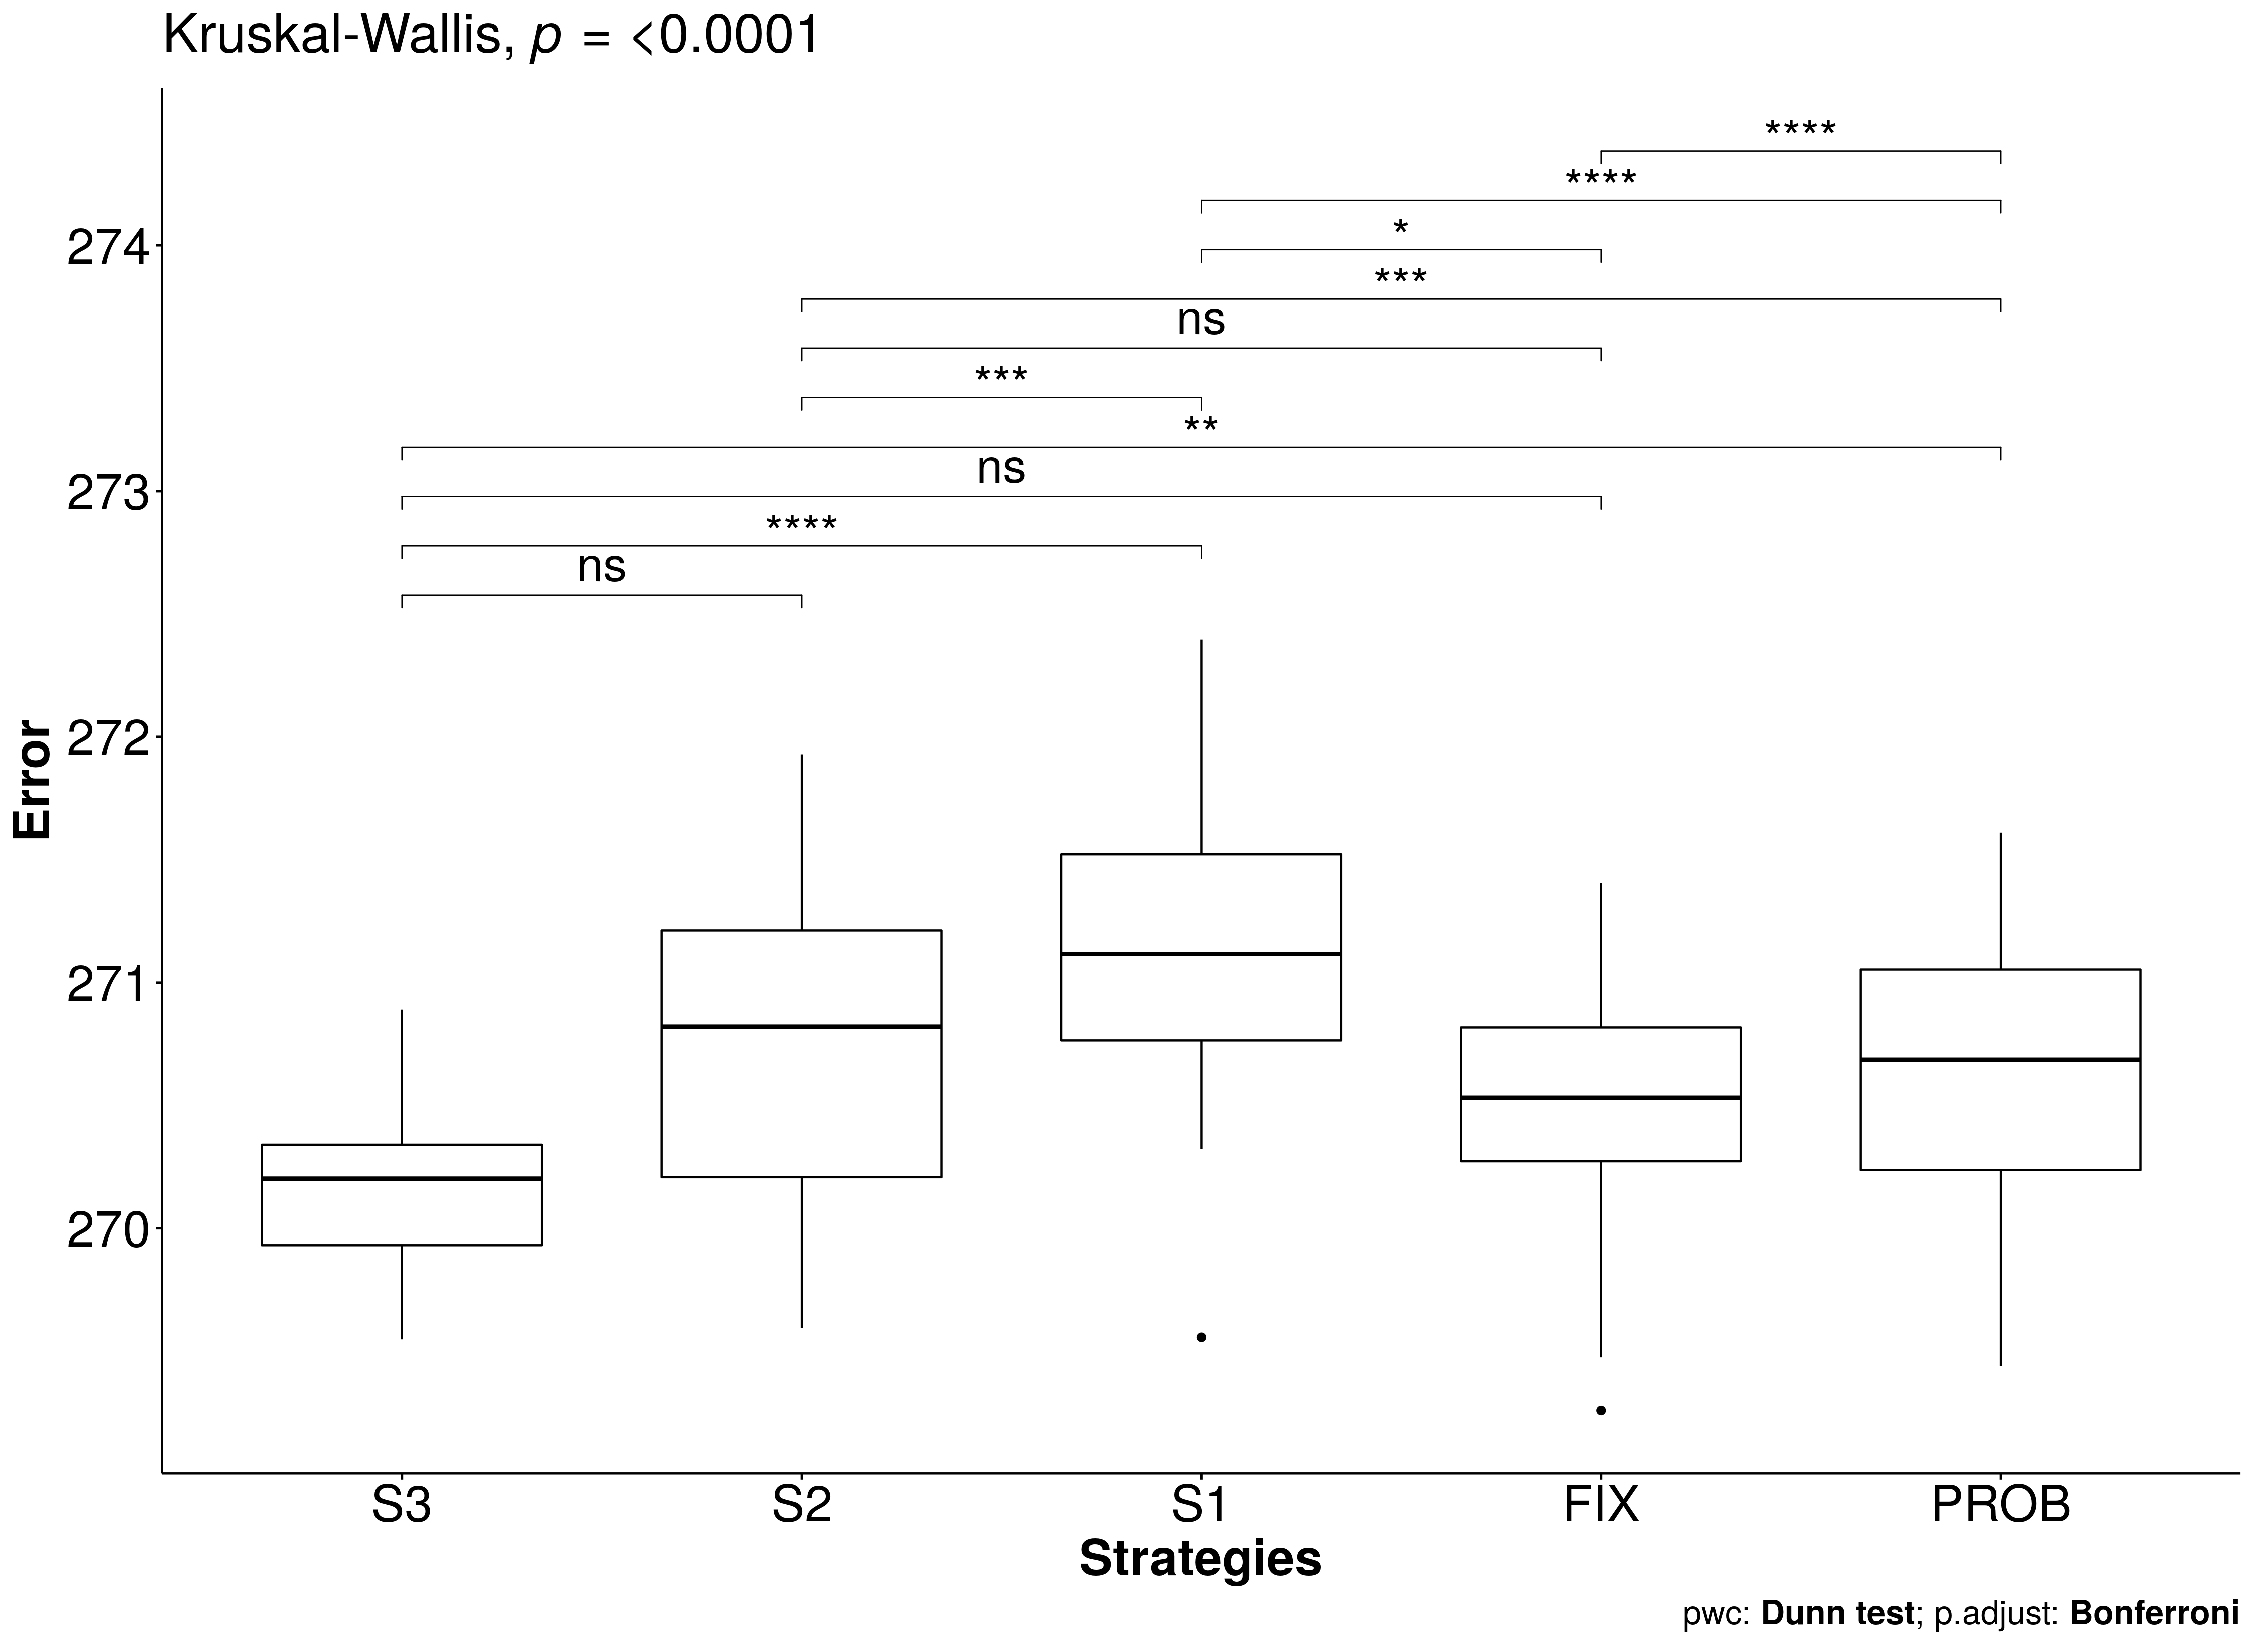 Kruskal-Wallis, p = <0.0001
****
****
*
274
***
ns
***
**
273
ns
****
ns
272
Error
271
270
S3 S2 S1 FIX PROB
Strategies
pwc: Dunn test; p.adjust: Bonferroni